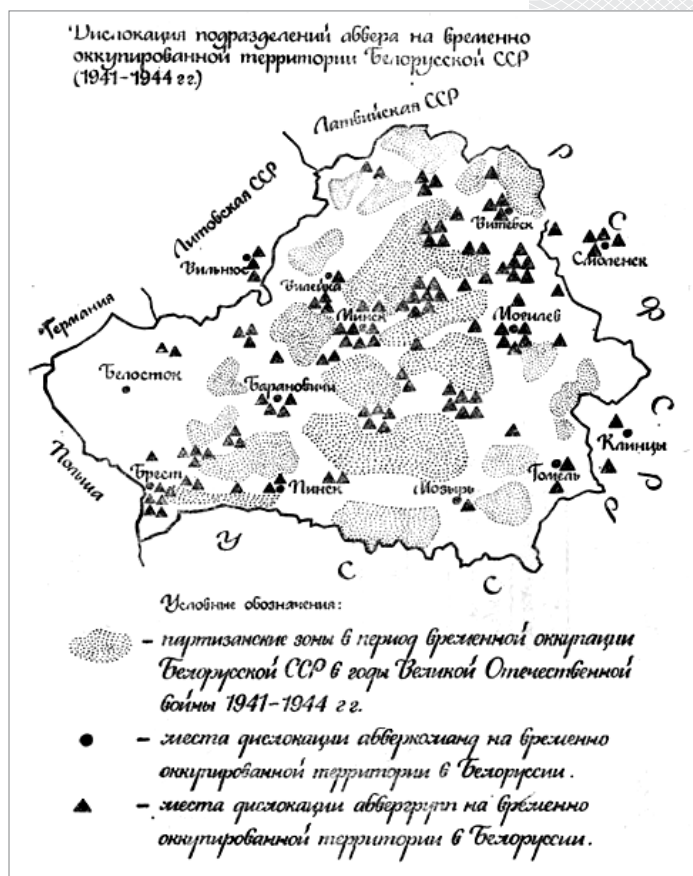 Дислокация подразделений абвера на временно
оккупированной территории Белорусской ССР
(1941-1944 гг.)
Латвийская ССР
Р
Литовская ССР
С
Витебск
Смоленск
Вильнюс
Вилейка
Ф
Германия
Минск
Могилев
Белосток
Барановичи
С
Клинцы
Польша
Брест
Пинск
Мозырь
Гомель
Р
Р
У
С
С
Условные обозначения:
– партизанские зоны в период временной оккупации
Белорусской ССР в годы Великой Отечественной
войны 1941-1944 гг.
– места дислокации абверкоманд на временно
оккупированной территории в Белоруссии.
– места дислокации абвергрупп на временно
оккупированной территории в Белоруссии.